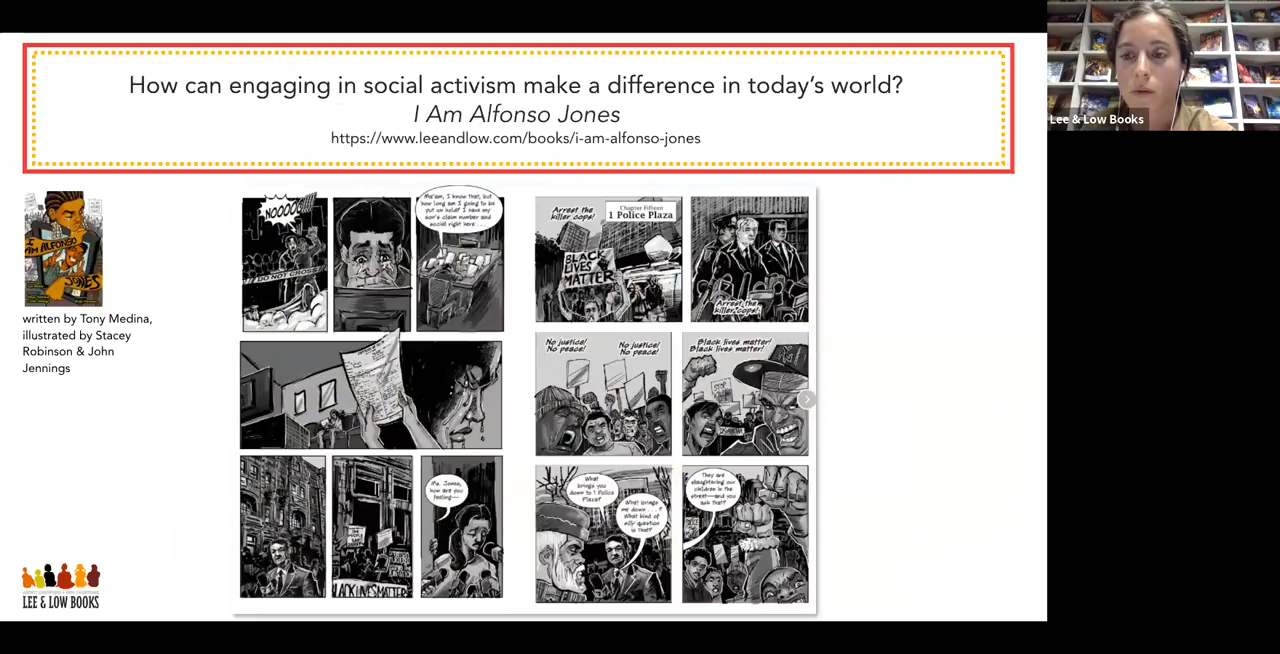 How can engaging in social activism make a difference in today's world?
I Am Alfonso Jones
https://www.leeandlow.com/books/i-am-alfonso-jones
Lee & Low Books
I AM ALFONSO
JONES
written by Tony Medina,
illustrated by Stacey
Robinson & John
Jennings
NOOOO!!!!
DO NOT CROSS
Ma'am, I know that, but
how long am I going to be
put on hold? I have my
son's claim number and
social right here . . .
Ms. Jones,
how are you
feeling—
BLACK LIVES MATTER
Arrest the
killer cops!
Chapter Fifteen
1 Police Plaza
BLACK
LIVES
MATTER
Arrest the
killer cops!
No justice!
No peace!
No justice!
No peace!
Black lives matter!
Black lives matter!
STOP
What
brings you
down to 1 Police
Plaza?
What brings
me down . . . ?
What kind of
silly question
is that?
They are
slaughtering our
children in the
street—and you
ask that?
LEE & LOW BOOKS